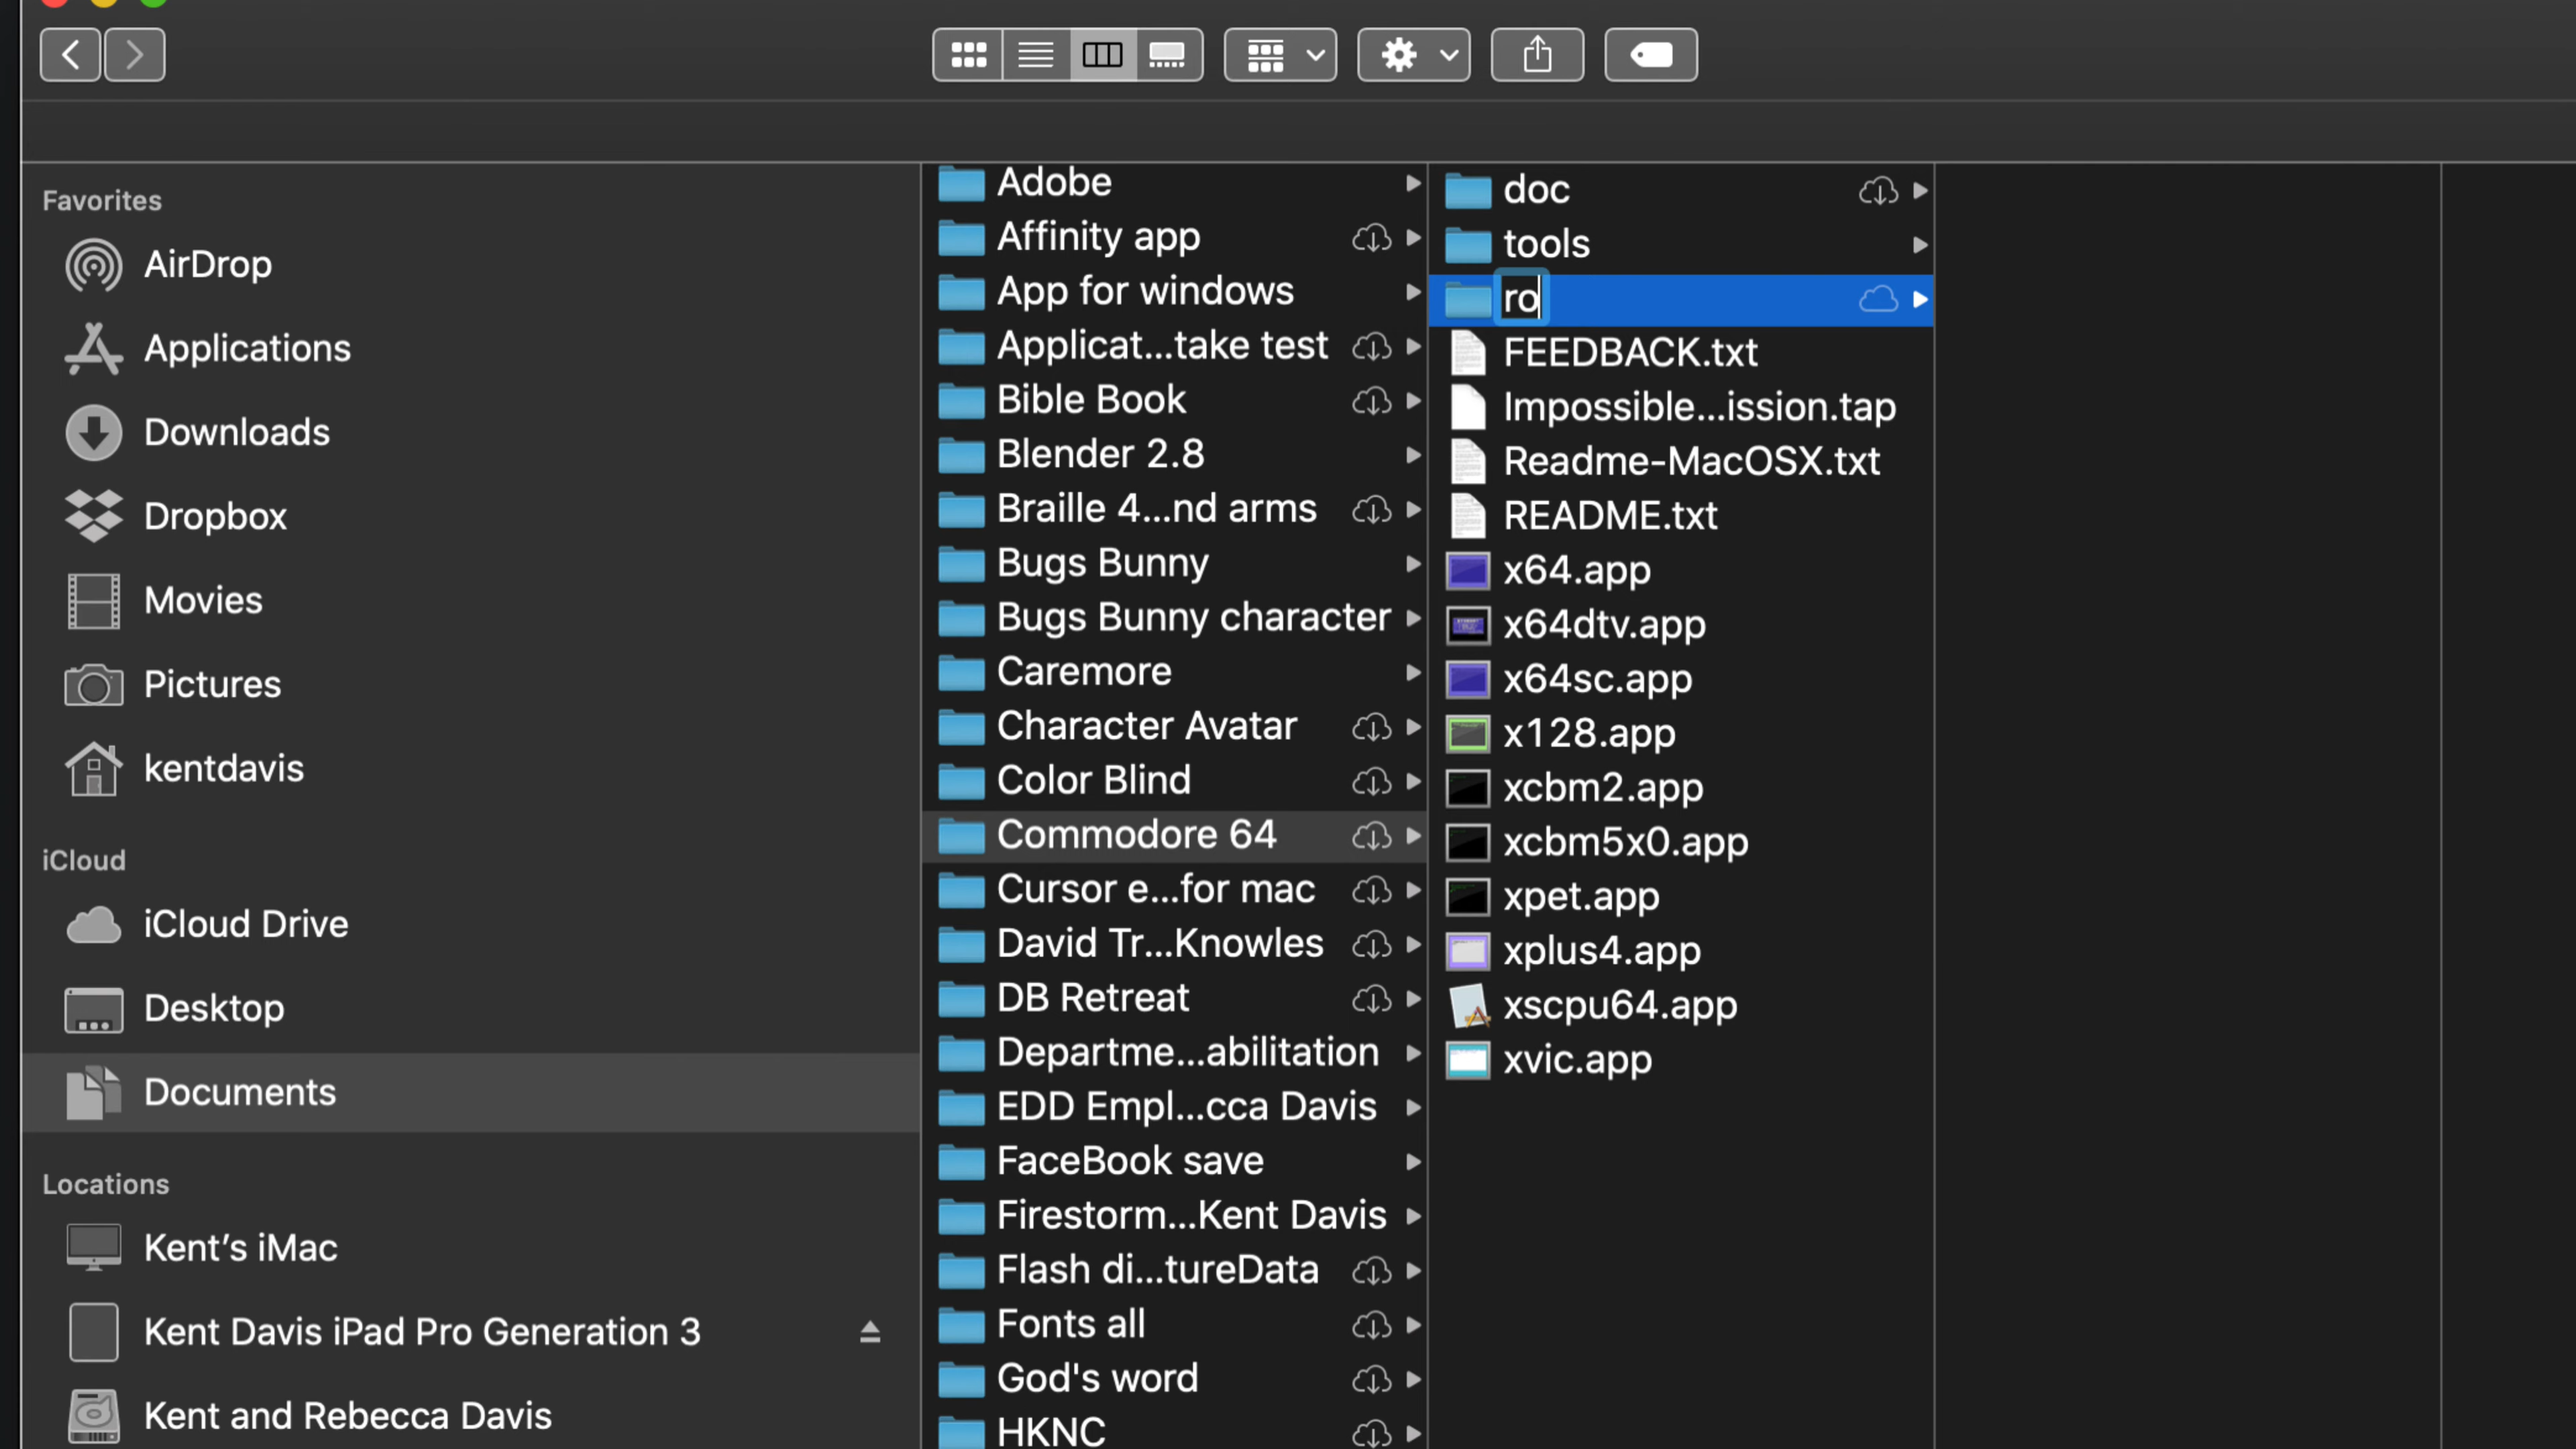 Favorites
AirDrop
Applications
Downloads
Dropbox
Movies
Pictures
kentdavis
iCloud
iCloud Drive
Desktop
Documents
Locations
Kent's iMac
Kent Davis iPad Pro Generation 3
Kent and Rebecca Davis
Adobe
Affinity app
App for windows
Applicat...take test
Bible Book
Blender 2.8
Braille 4...nd arms
Bugs Bunny
Bugs Bunny character
Caremore
Character Avatar
Color Blind
Commodore 64
Cursor e...for mac
David Tr...Knowles
DB Retreat
Departme...abilitation
EDD Empl...cca Davis
FaceBook save
Firestorm...Kent Davis
Flash di...tureData
Fonts all
God's word
HKNC
doc
tools
ro
FEEDBACK.txt
Impossible...ission.tap
Readme-MacOSX.txt
README.txt
x64.app
x64dtv.app
x64sc.app
x128.app
xcbm2.app
xcbm5x0.app
xpet.app
xplus4.app
xscpu64.app
xvic.app